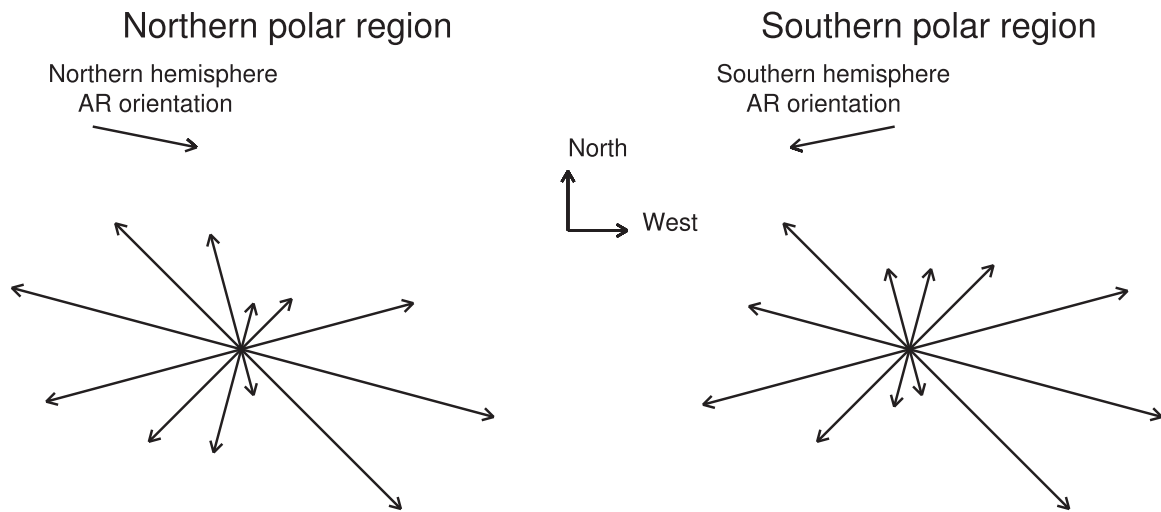 Northern polar region
Northern hemisphere
AR orientation
North
West
Southern polar region
Southern hemisphere
AR orientation